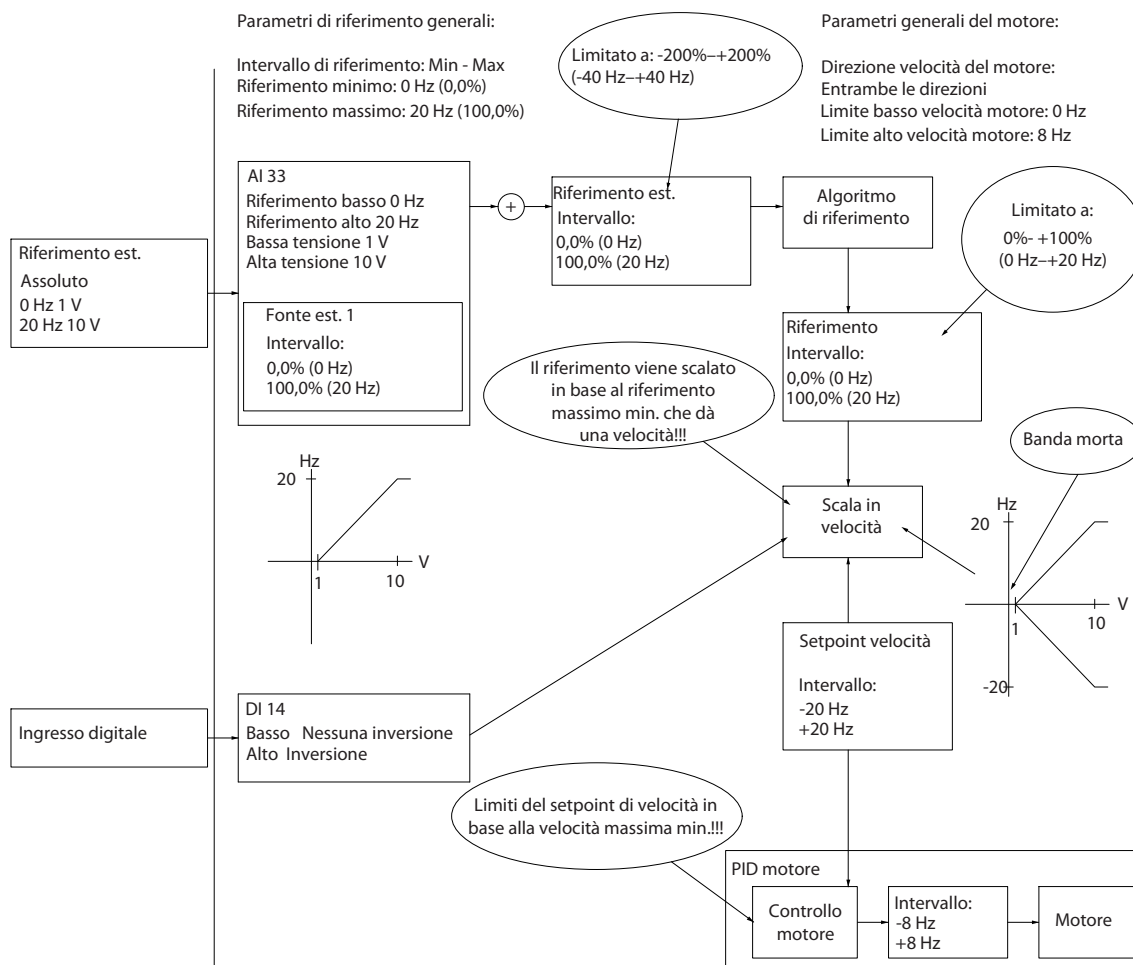 Parametri di riferimento generali:
Intervallo di riferimento: Min - Max
Riferimento minimo: 0 Hz (0,0%)
Riferimento massimo: 20 Hz (100,0%)
Limitato a: -200%–+200%
(-40 Hz–+40 Hz)
Parametri generali del motore:
Direzione velocità del motore:
Entrambe le direzioni
Limite basso velocità motore: 0 Hz
Limite alto velocità motore: 8 Hz
Riferimento est.
Assoluto
0 Hz 1 V
20 Hz 10 V
AI 33
Riferimento basso 0 Hz
Riferimento alto 20 Hz
Bassa tensione 1 V
Alta tensione 10 V
Fonte est. 1
Intervallo:
0,0% (0 Hz)
100,0% (20 Hz)
+
Riferimento est.
Intervallo:
0,0% (0 Hz)
100,0% (20 Hz)
Algoritmo
di riferimento
Limitato a:
0%- +100%
(0 Hz–+20 Hz)
Riferimento
Intervallo:
0,0% (0 Hz)
100,0% (20 Hz)
Il riferimento viene scalato
in base al riferimento
massimo min. che dà
una velocità!!!
Banda morta
Hz
20
1
10
V
Scala in
velocità
Hz
20
1
10
V
-20
Setpoint velocità
Intervallo:
-20 Hz
+20 Hz
Ingresso digitale
DI 14
Basso Nessuna inversione
Alto Inversione
Limiti del setpoint di velocità in
base alla velocità massima min.!!!
PID motore
Controllo
motore
Intervallo:
-8 Hz
+8 Hz
Motore